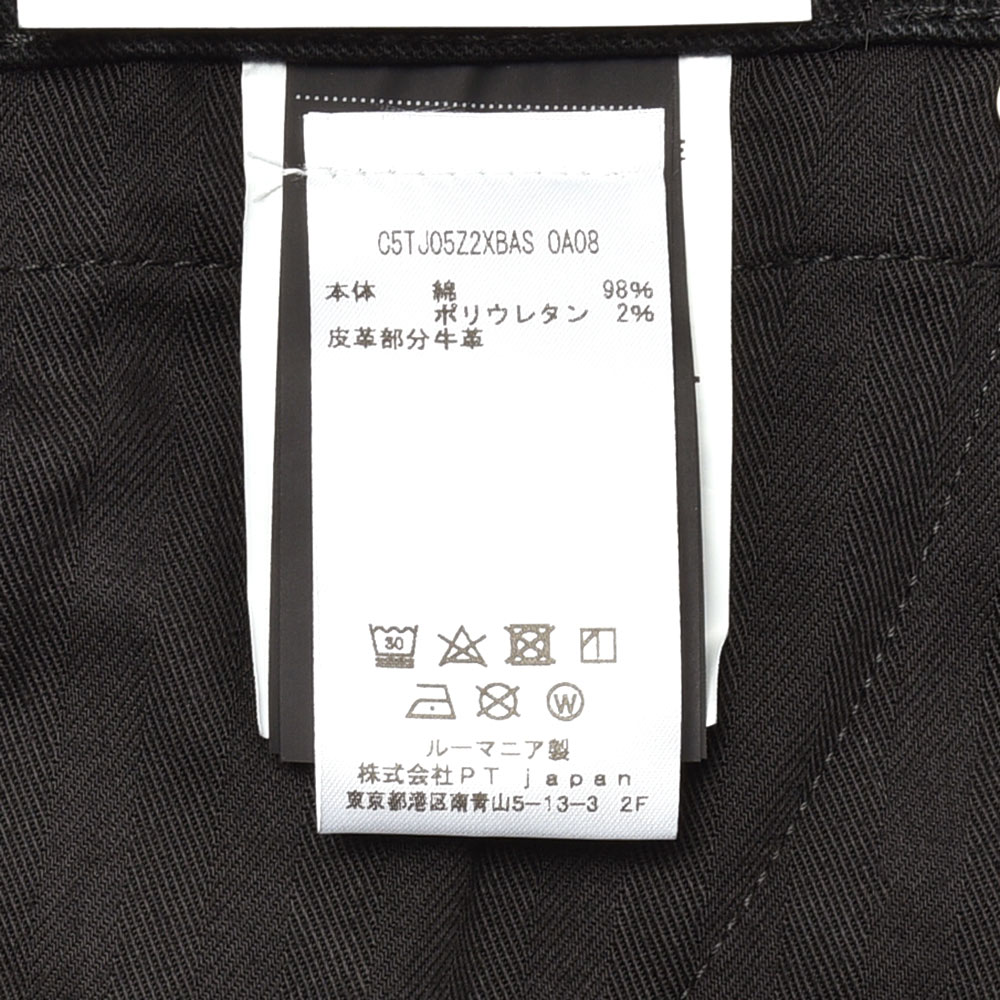 C5TJ05Z2XBAS 0A08
本体 綿 98%
ポリウレタン 2%
皮革部分牛革
30
W
ルーマニア製
株式会社PT japan
東京都港区南青山5-13-3 2F